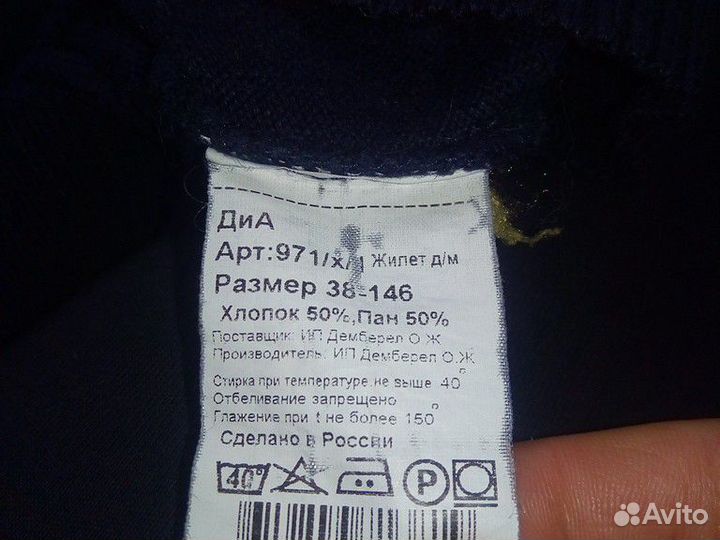 ДиА
Арт:971/х/ Жилет д/м
Размер 38-146
Хлопок 50%,Пан 50%
Поставщик: ИП Демберел О.Ж
Производитель: ИП Демберел О.Ж
Стирка при температуре не выше 40°
Отбеливание запрещено
Глажение при t не более 150°
Сделано в России
40° P
Avito